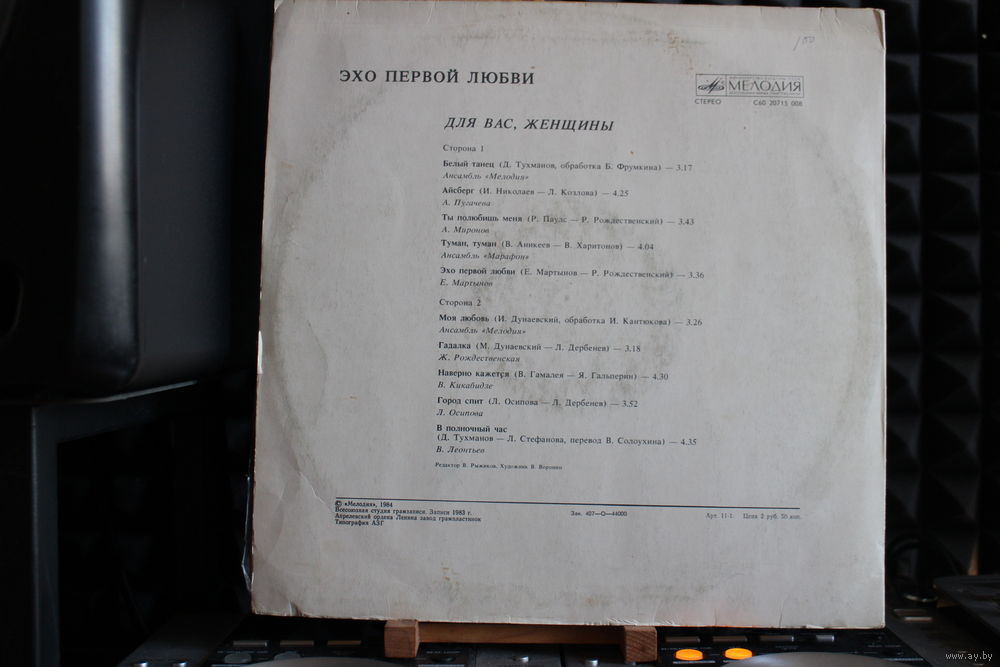 ЭХО ПЕРВОЙ ЛЮБВИ
МЕЛОДИЯ
СТЕРЕО С60 20715 008
ДЛЯ ВАС, ЖЕНЩИНЫ
Сторона 1
Белый танец (Д. Тухманов, обработка Б. Фрумкина) — 3.17
Ансамбль «Мелодия»
Айсберг (И. Николаев — Л. Козлова) — 4.25
А. Пугачева
Ты полюбишь меня (Р. Паулс — Р. Рождественский) — 3.43
А. Миронов
Туман, туман (В. Аникеев — В. Харитонов) — 4.04
Ансамбль «Марафон»
Эхо первой любви (Е. Мартынов — Р. Рождественский) — 3.36
Е. Мартынов
Сторона 2
Моя любовь (И. Дунаевский, обработка И. Кантюкова) — 3.26
Ансамбль «Мелодия»
Гадалка (М. Дунаевский — Л. Дербенев) — 3.18
Ж. Рождественская
Наверно кажется (В. Гамалея — Я. Гальперин) — 4.30
В. Кикабидзе
Город спит (Л. Осипова — Л. Дербенев) — 3.52
Л. Осипова
В полночный час
(Д. Тухманов — Л. Стефанова, перевод В. Солоухина) — 4.35
В. Леонтьев
Редактор В. Рыжиков. Художник В. Воронин
© «Мелодия», 1984
Всесоюзная студия грамзаписи. Записи 1983 г.
Апрелевский ордена Ленина завод грампластинок
Типография АЗГ
Зак. 407—О—44000
Арт. 11-1. Цена 2 руб. 50 коп.
www.ay.by